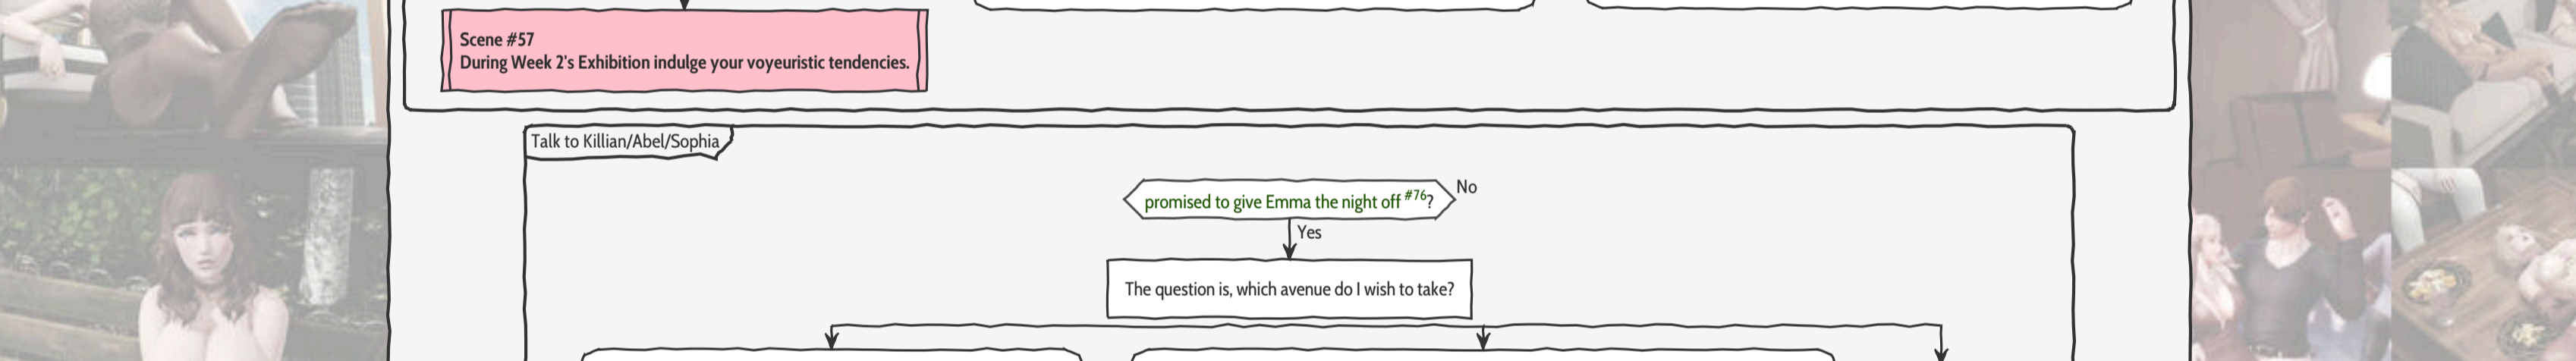 Scene #57
During Week 2's Exhibition indulge your voyeuristic tendencies.
Talk to Killian/Abel/Sophia
promised to give Emma the night off #76?
No
Yes
The question is, which avenue do I wish to take?